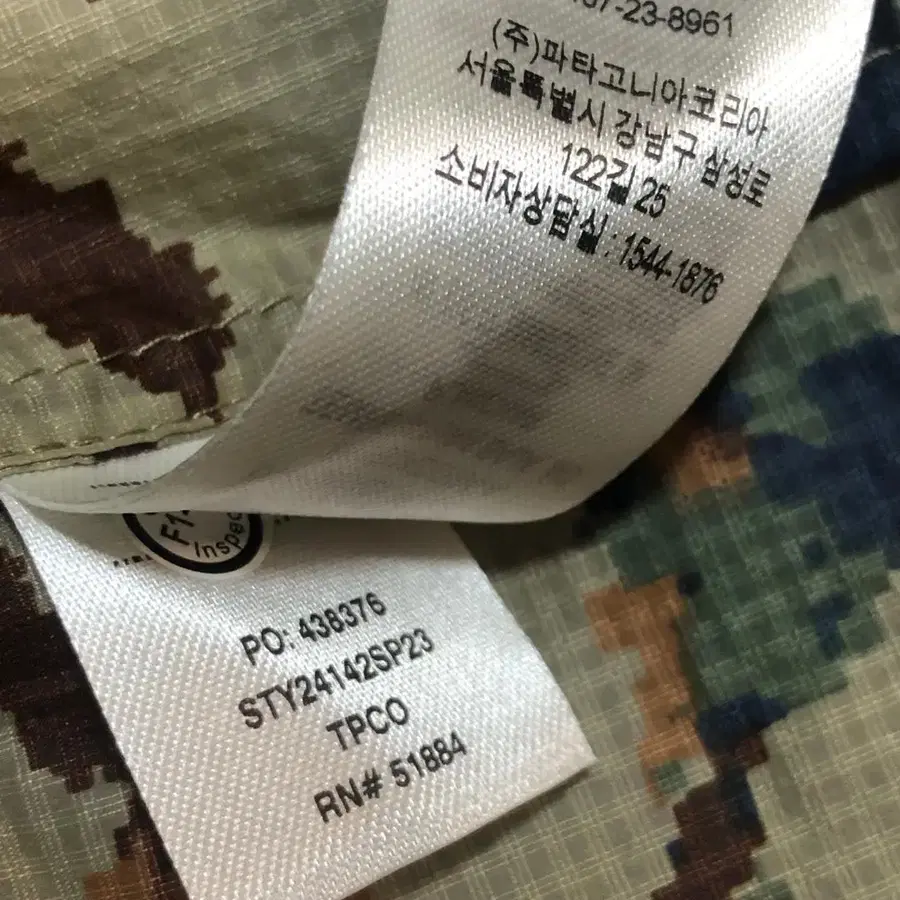 -23-8961
(주)파타고니아코리아
서울특별시 강남구 삼성로
122길 25
소비자상담실 : 1544-1876
PO: 438376
STY24142SP23
TPCO
RN# 51884